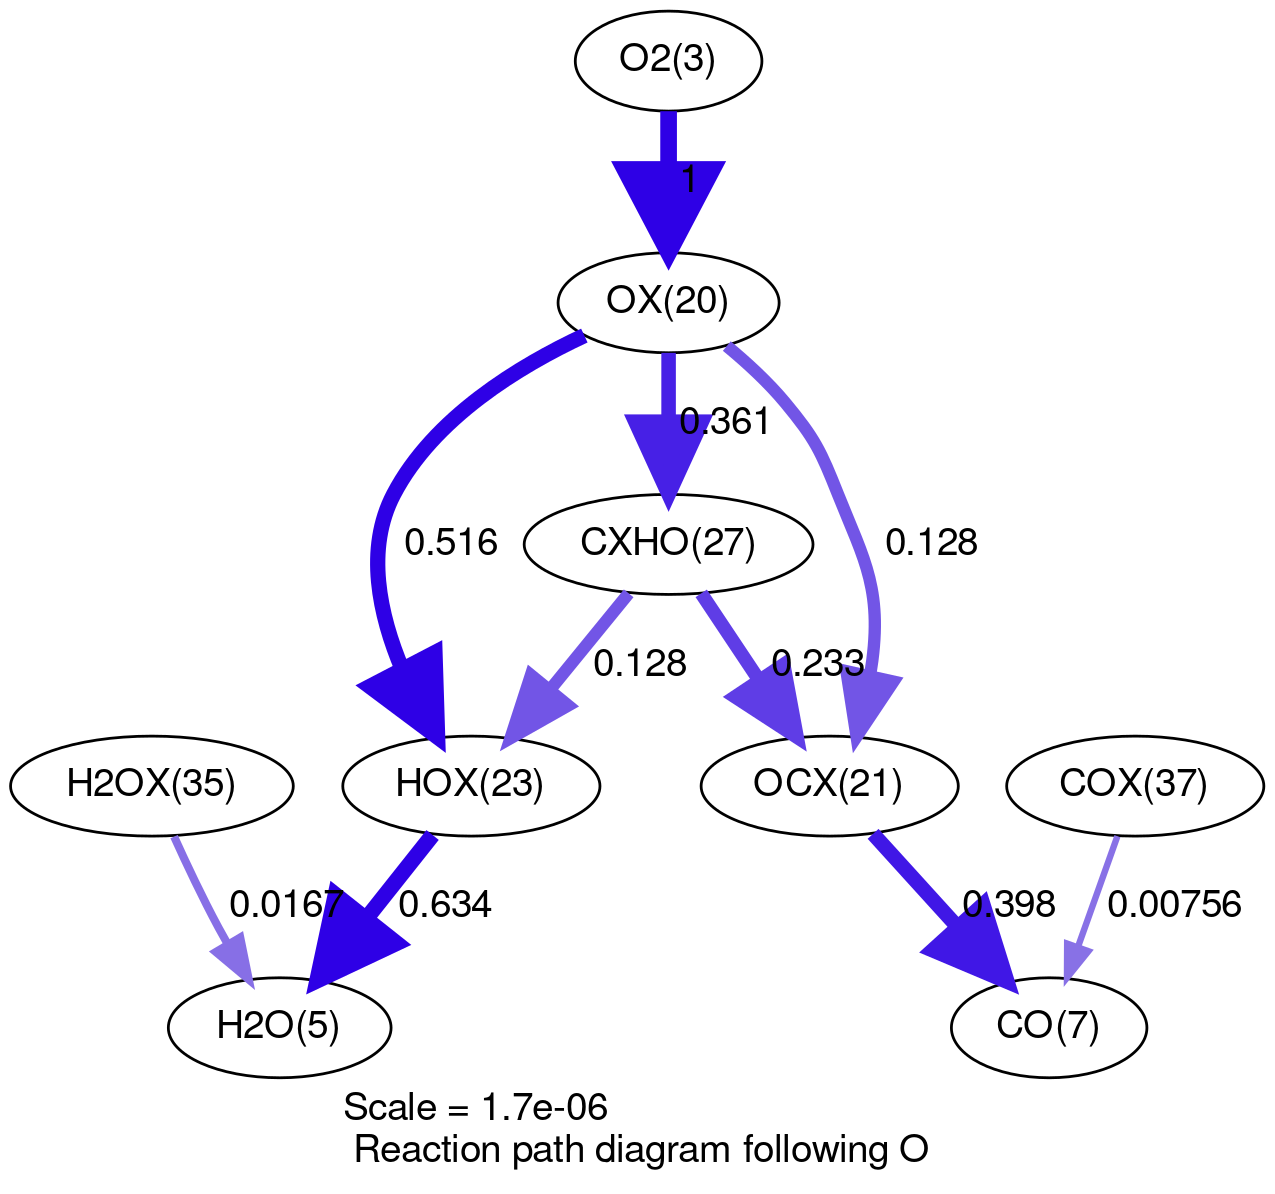 O2(3)
1
OX(20)
0.361
0.516
CXHO(27)
0.128
0.128
0.233
H2OX(35)
HOX(23)
OCX(21)
COX(37)
0.0167
0.634
0.398
0.00756
H2O(5)
CO(7)
Scale = 1.7e-06
Reaction path diagram following O